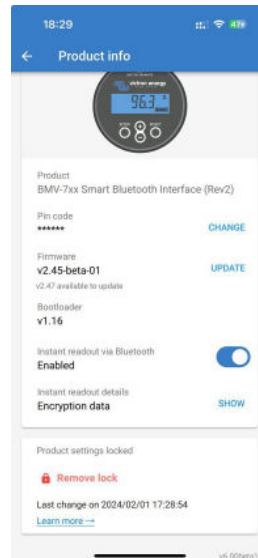 18:29
47
Product info
victron energy
96.3
Product
BMV-7xx Smart Bluetooth Interface (Rev2)
Pin code
****** CHANGE
Firmware
v2.45-beta-01 UPDATE
v2.47 available to update
Bootloader
v1.16
Instant readout via Bluetooth
Enabled
Instant readout details
Encryption data SHOW
Product settings locked
Remove lock
Last change on 2024/02/01 17:28:54
Learn more →